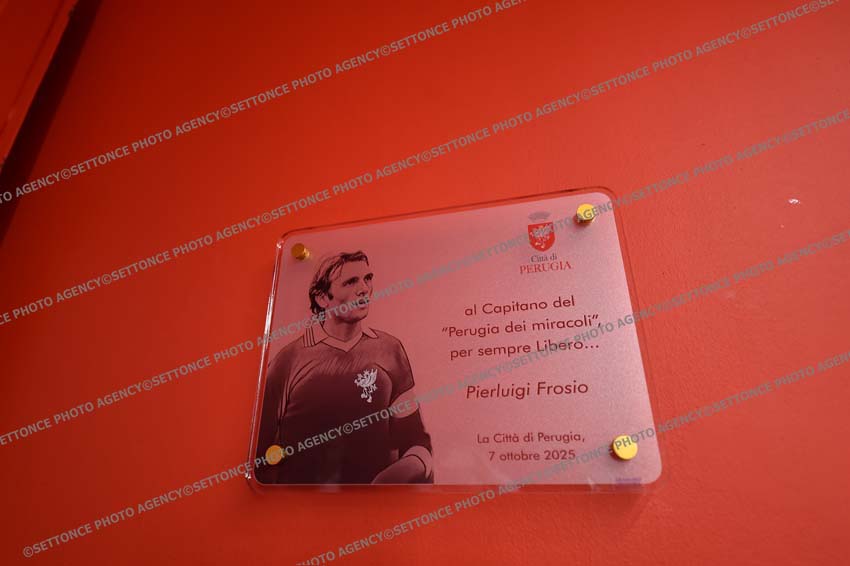 Città di
PERUGIA
al Capitano del
"Perugia dei miracoli",
per sempre Libero...
Pierluigi Frosio
La Città di Perugia,
7 ottobre 2025
©SETTONCE PHOTO AGENCY©SETTONCE PHOTO AGENCY©SETTONCE PHOTO AGENCY